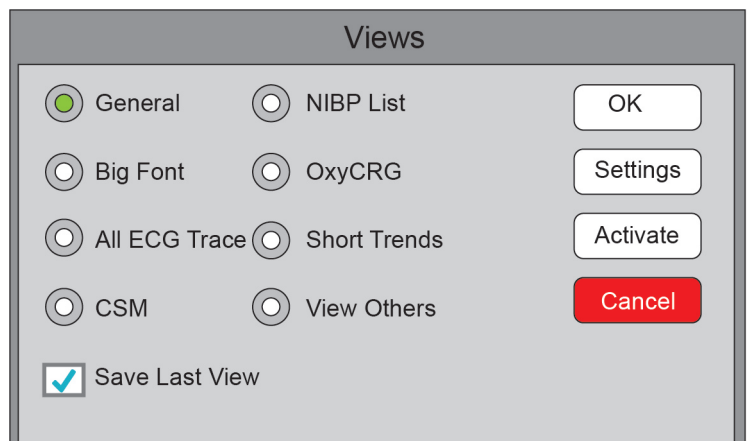 Views
General
NIBP List
OK
Big Font
OxyCRG
Settings
All ECG Trace
Short Trends
Activate
CSM
View Others
Cancel
Save Last View